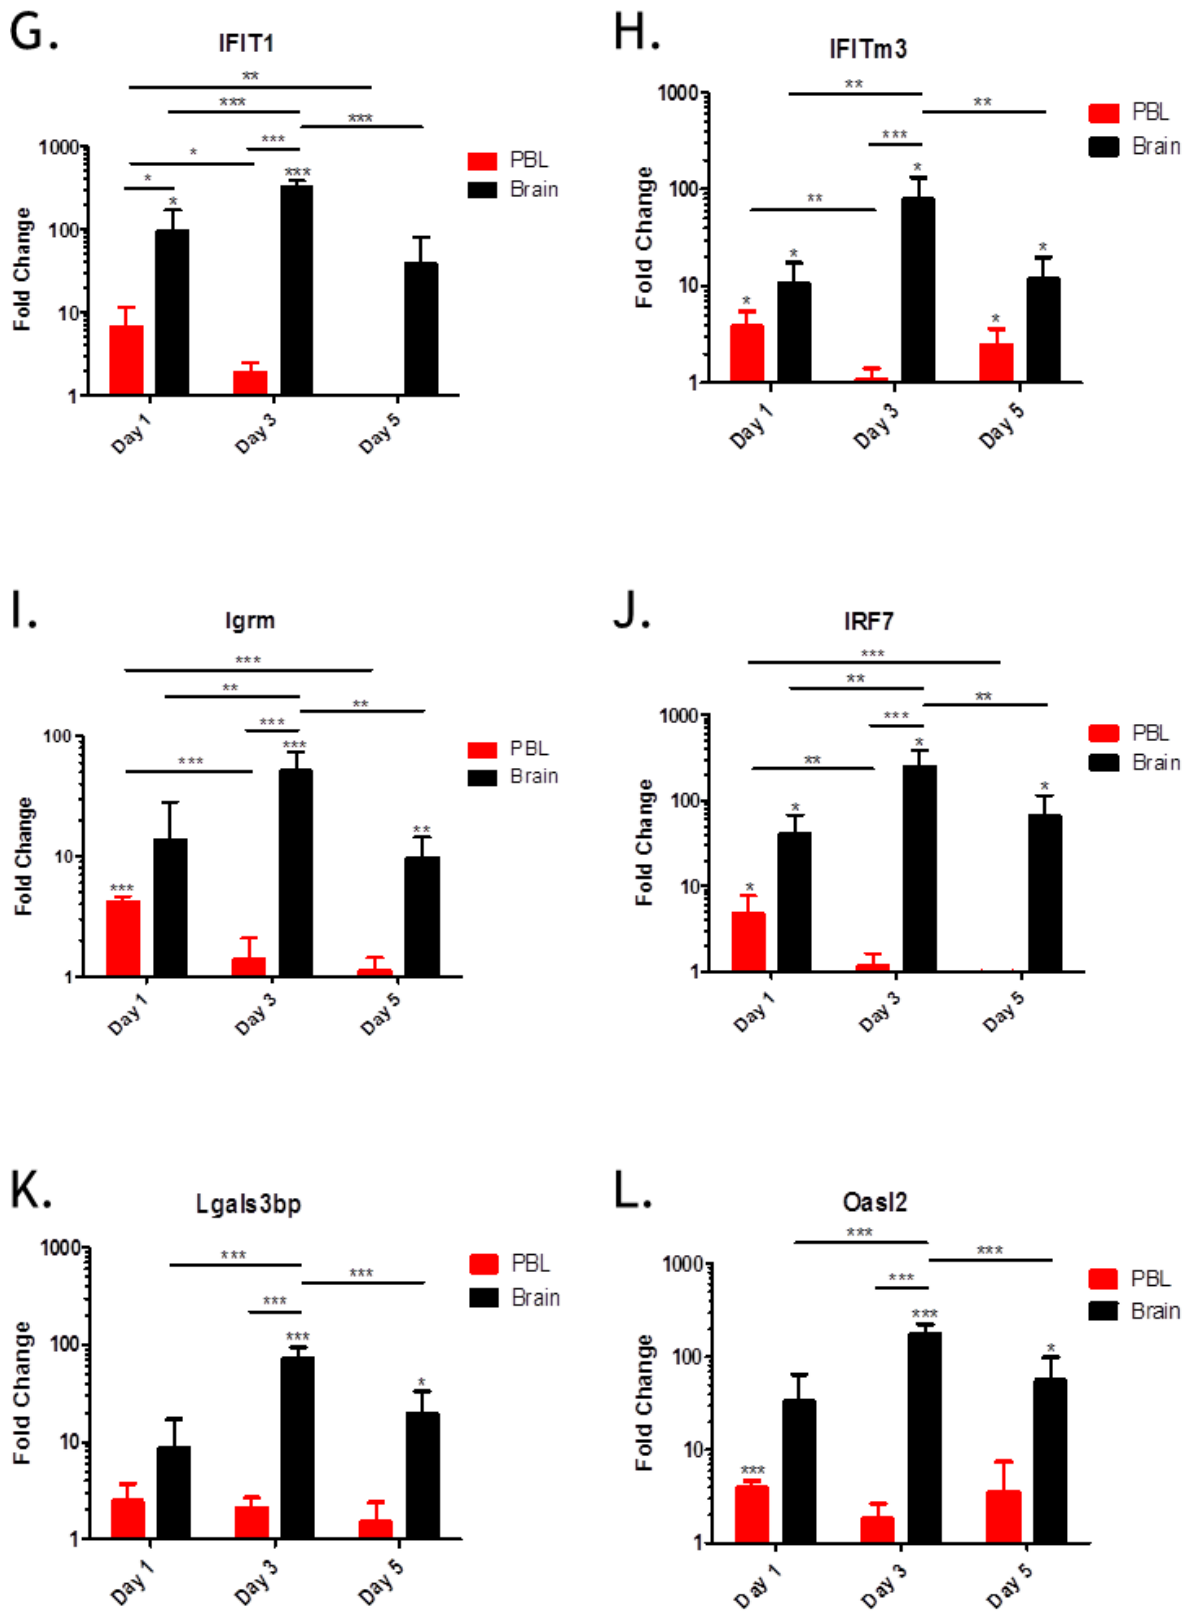 G.
IFIT1
**
***
***
***
*
*
*
***
PBL
Brain
1000
100
10
1
Fold Change
Day 1
Day 3
Day 5
H.
IFITm3
**
**
***
**
*
*
*
*
*
PBL
Brain
1000
100
10
1
Fold Change
Day 1
Day 3
Day 5
I.
Igrm
***
**
**
***
***
***
***
**
PBL
Brain
100
10
1
Fold Change
Day 1
Day 3
Day 5
J.
IRF7
***
**
**
***
**
*
*
*
*
PBL
Brain
1000
100
10
1
Fold Change
Day 1
Day 3
Day 5
K.
Lgals3bp
***
***
***
***
*
PBL
Brain
1000
100
10
1
Fold Change
Day 1
Day 3
Day 5
L.
Oasl2
***
***
***
***
***
*
PBL
Brain
1000
100
10
1
Fold Change
Day 1
Day 3
Day 5